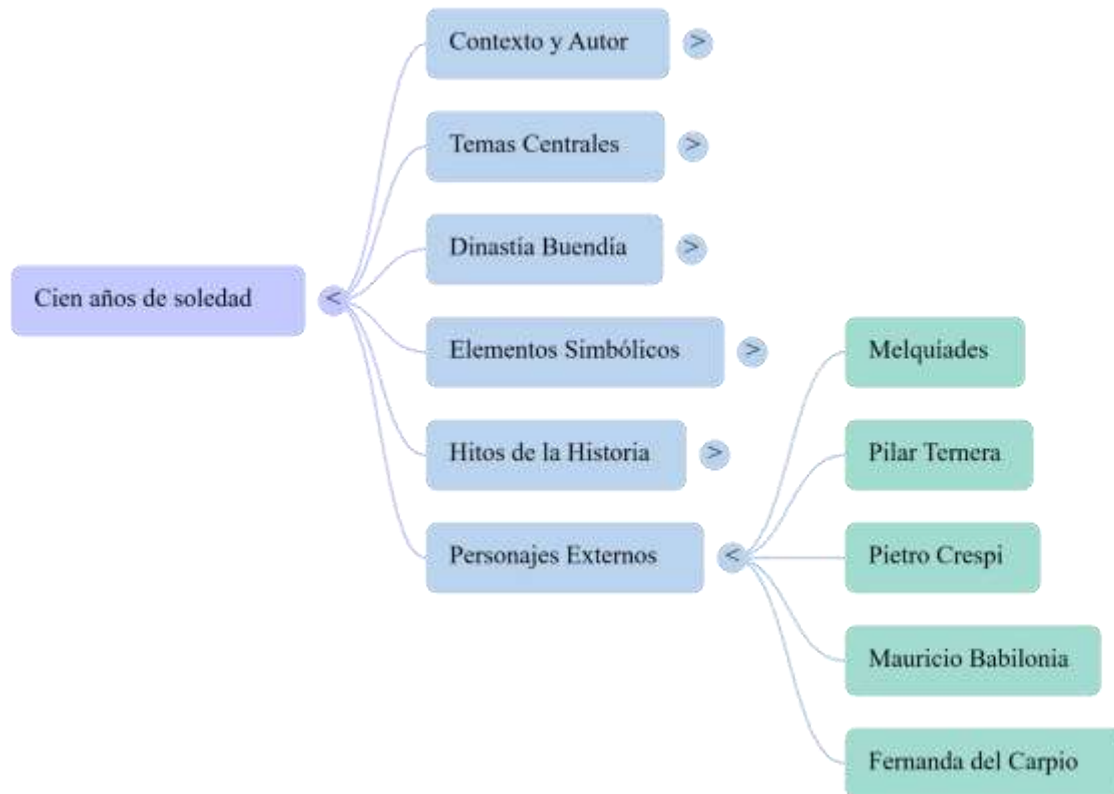 Cien años de soledad
<
Contexto y Autor
>
Temas Centrales
>
Dinastía Buendía
>
Elementos Simbólicos
>
Hitos de la Historia
>
Personajes Externos
<
Melquiades
Pilar Ternera
Pietro Crespi
Mauricio Babilonia
Fernanda del Carpio